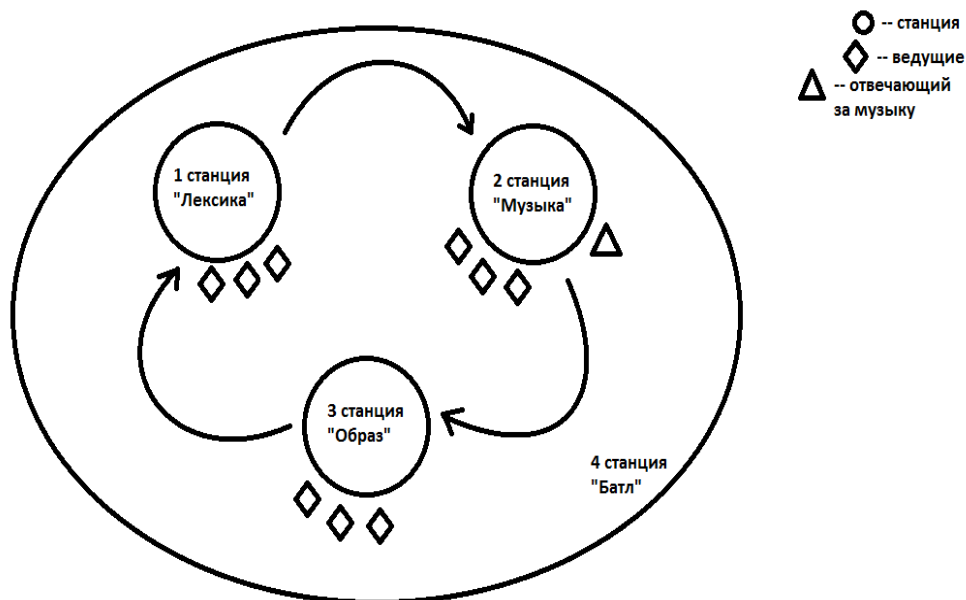 -- станция
-- ведущие
-- отвечающий
за музыку
1 станция
"Лексика"
2 станция
"Музыка"
3 станция
"Образ"
4 станция
"Батл"